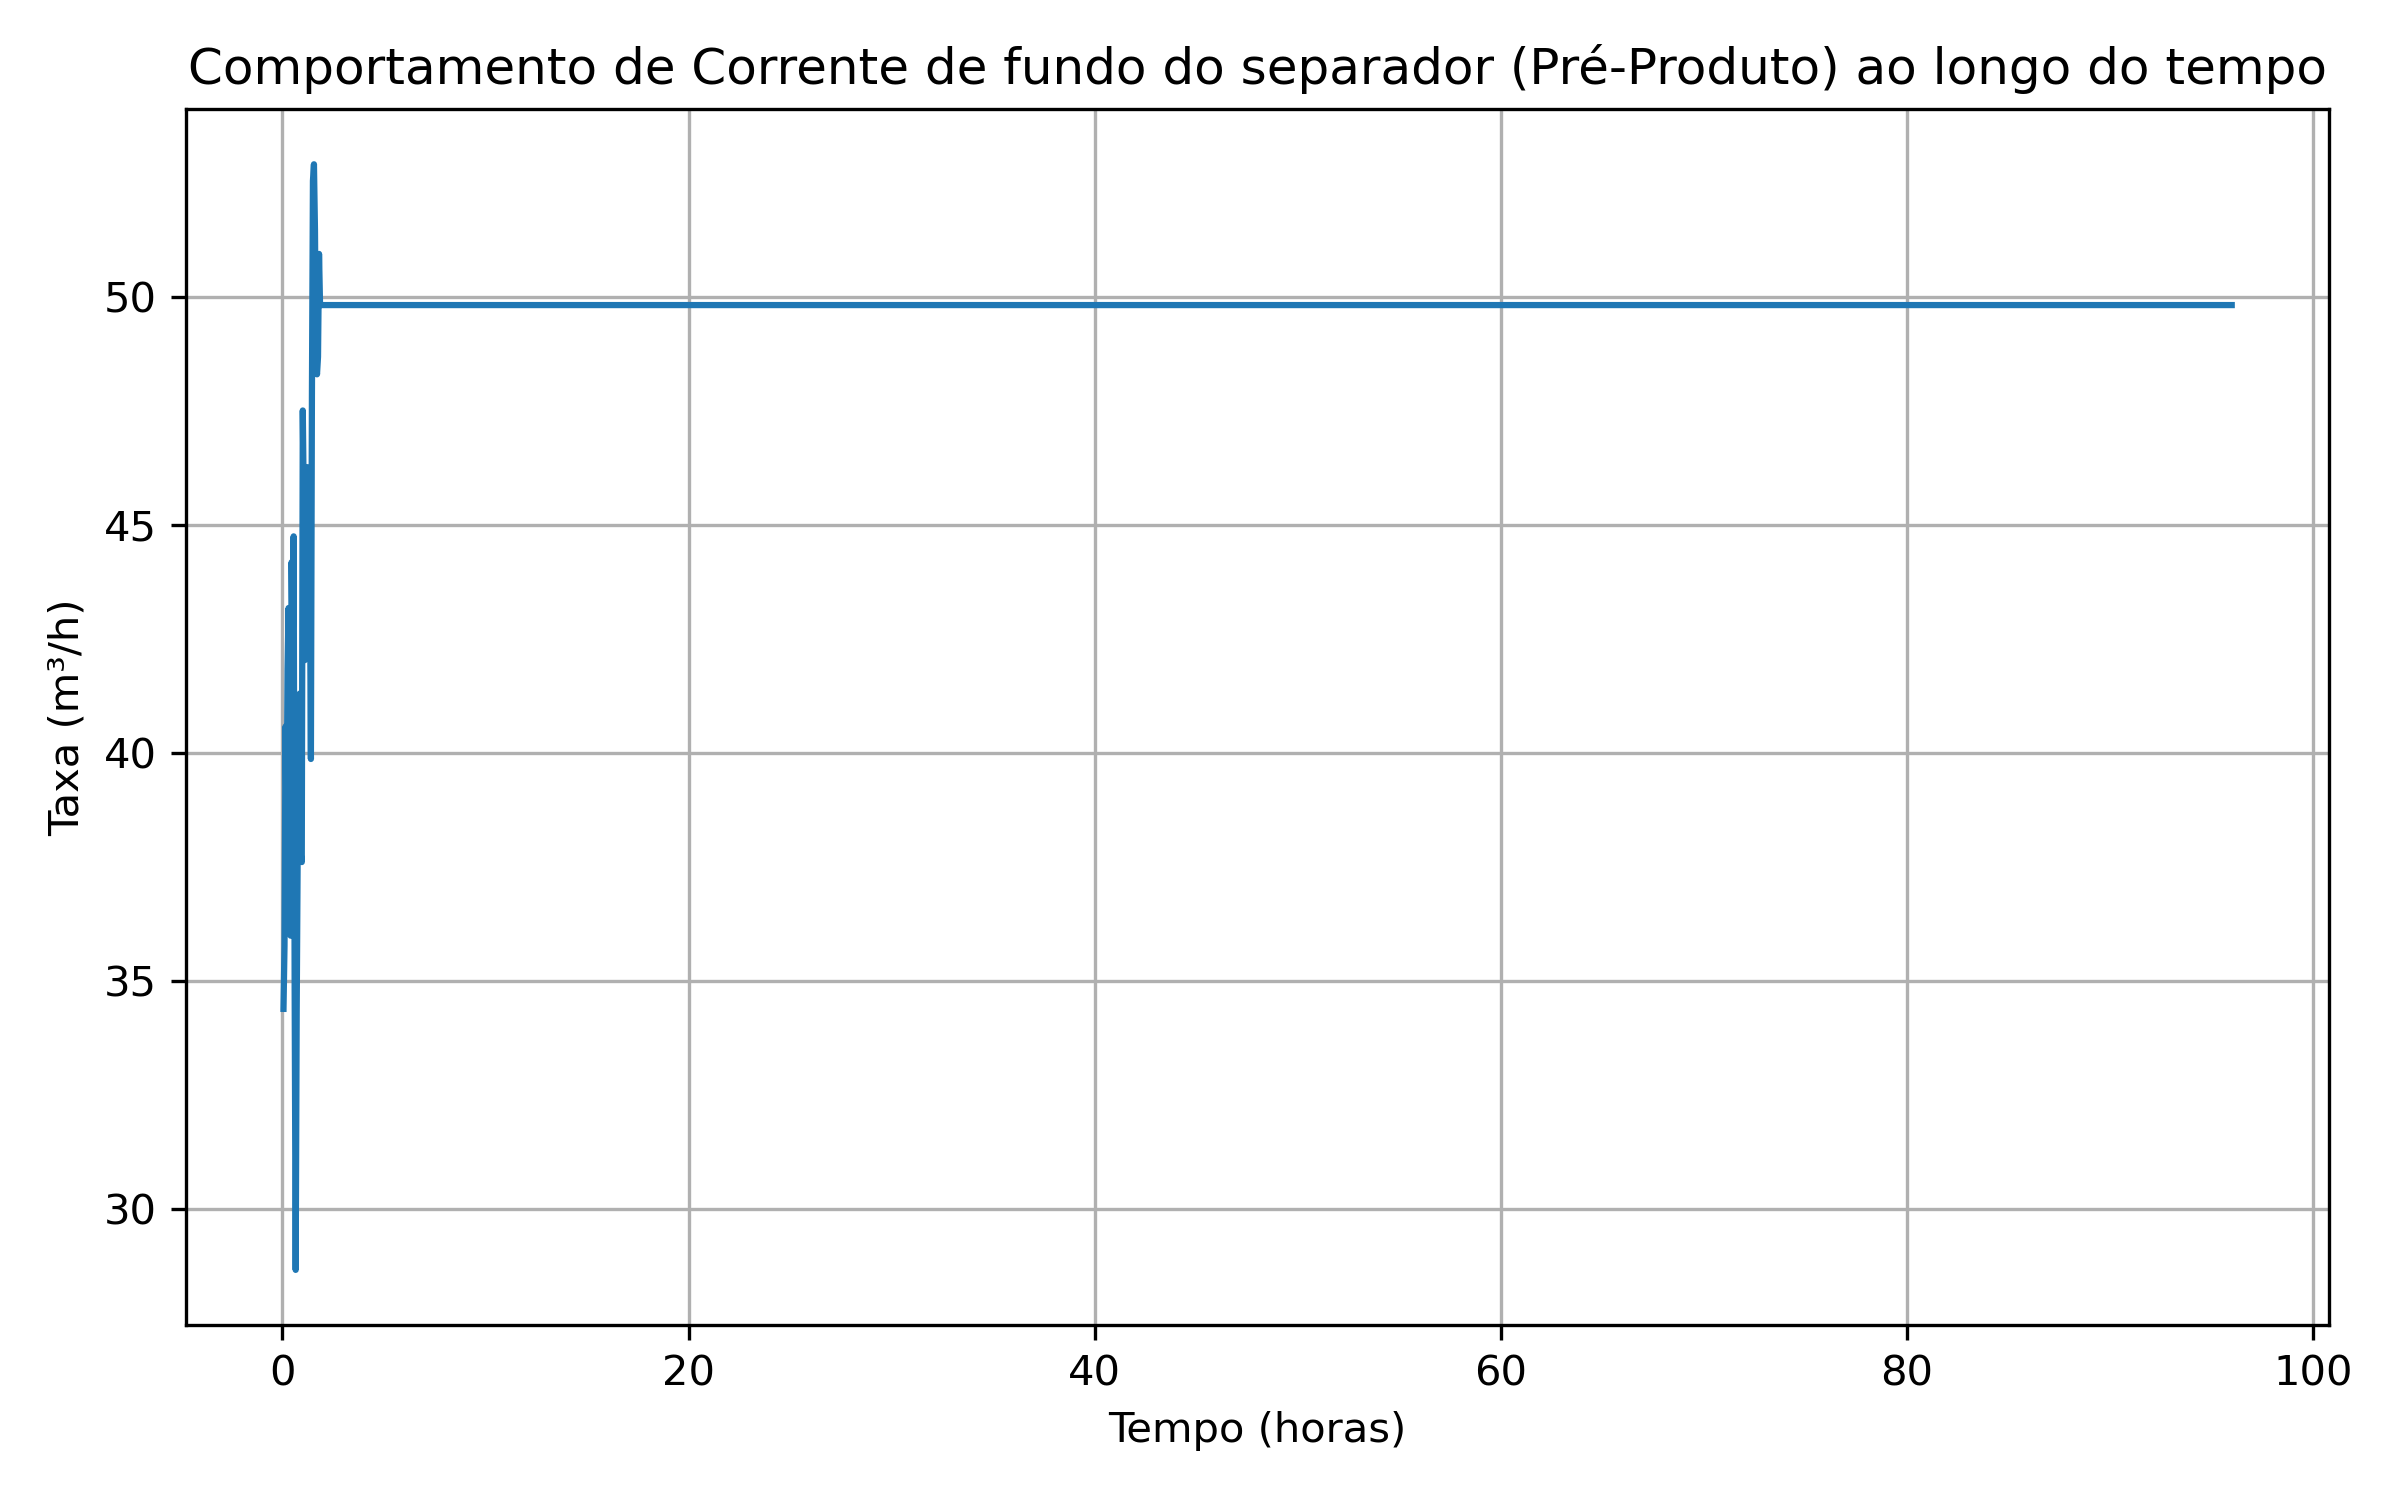 Comportamento de Corrente de fundo do separador (Pré-Produto) ao longo do tempo
Taxa (m³/h)
50
45
40
35
30
0 20 40 60 80 100
Tempo (horas)